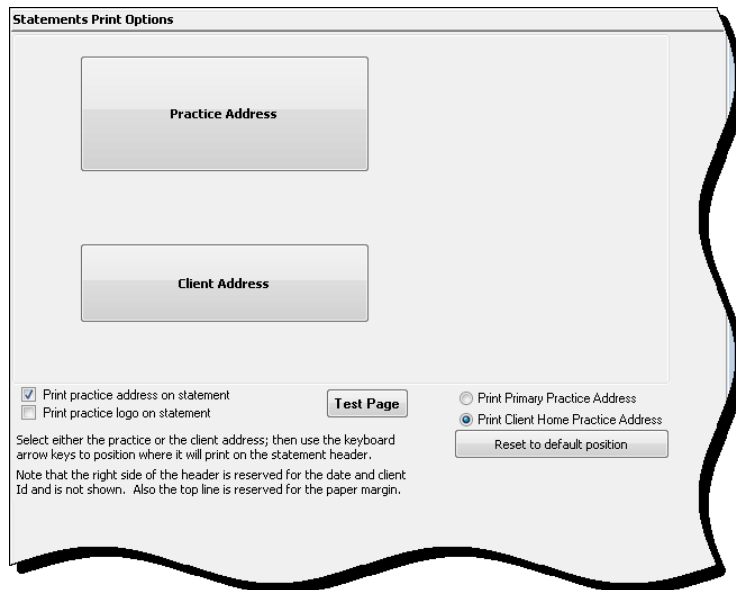 Statements Print Options
Practice Address
Client Address
Print practice address on statement
Print practice logo on statement
Test Page
Print Primary Practice Address
Print Client Home Practice Address
Reset to default position
Select either the practice or the client address; then use the keyboard
arrow keys to position where it will print on the statement header.
Note that the right side of the header is reserved for the date and client
Id and is not shown.  Also the top line is reserved for the paper margin.